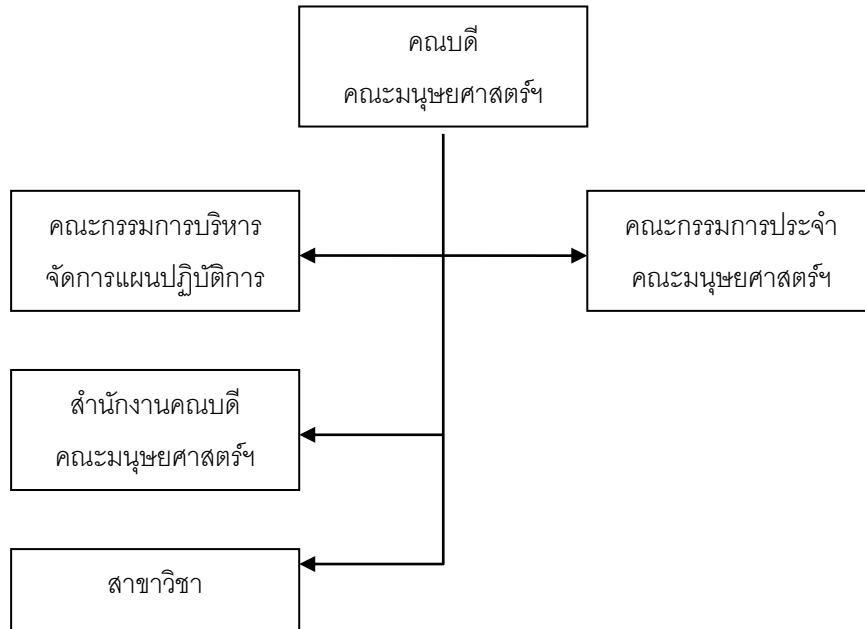 คณบดี
คณะมนุษยศาสตร์ฯ
คณะกรรมการบริหาร
จัดการแผนปฏิบัติการ
คณะกรรมการประจำ
คณะมนุษยศาสตร์ฯ
สำนักงานคณบดี
คณะมนุษยศาสตร์ฯ
สาขาวิชา